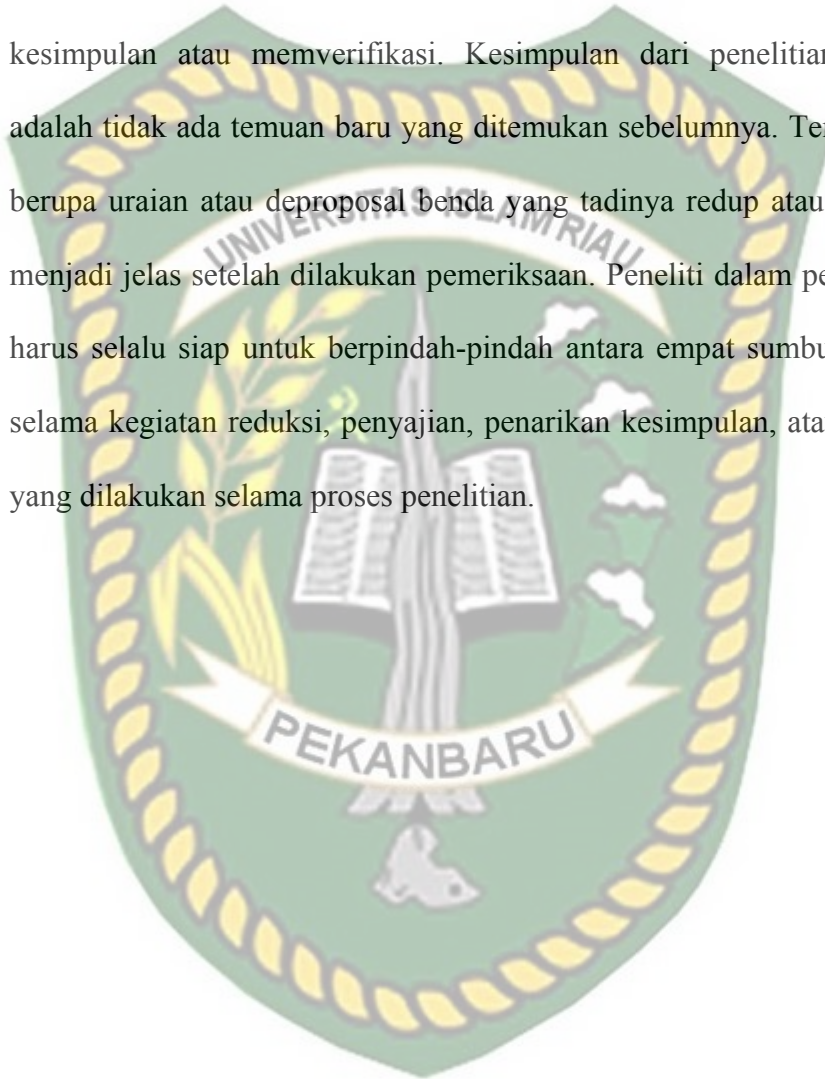 kesimpulan atau memverifikasi. Kesimpulan dari penelitian
adalah tidak ada temuan baru yang ditemukan sebelumnya.
berupa uraian atau deproposal benda yang tadinya redup atau
UNIVERSITAS ISLAM RIAU
menjadi jelas setelah dilakukan pemeriksaan. Peneliti dalam
harus selalu siap untuk berpindah-pindah antara empat
selama kegiatan reduksi, penyajian, penarikan kesimpulan,
yang dilakukan selama proses penelitian.
PEKANBARU